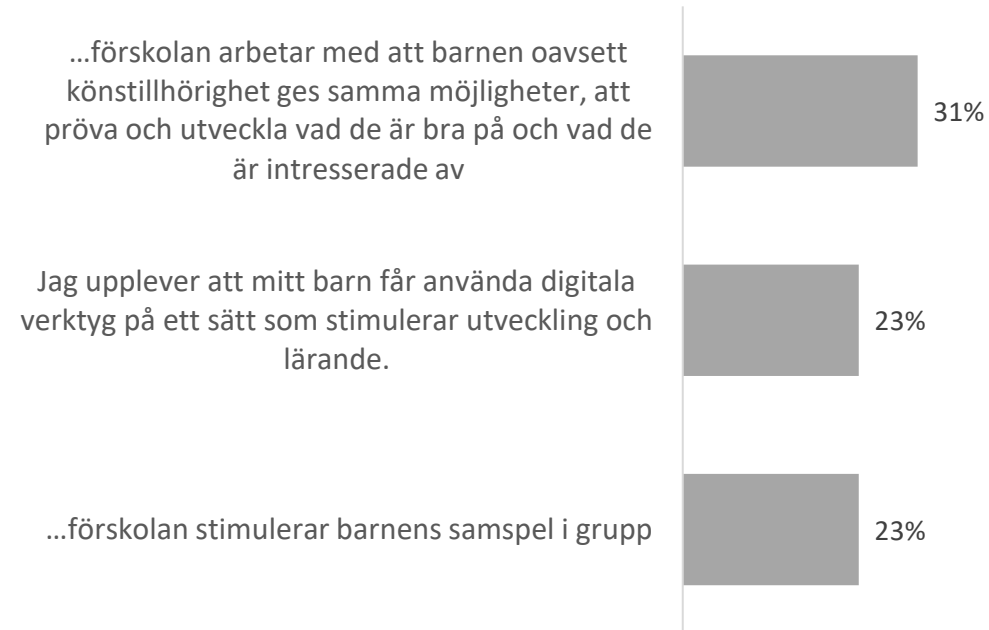 ...förskolan arbetar med att barnen oavsett
könstillhörighet ges samma möjligheter, att
pröva och utveckla vad de är bra på och vad de
är intresserade av
31%
Jag upplever att mitt barn får använda digitala
verktyg på ett sätt som stimulerar utveckling och
lärande.
23%
...förskolan stimulerar barnens samspel i grupp
23%